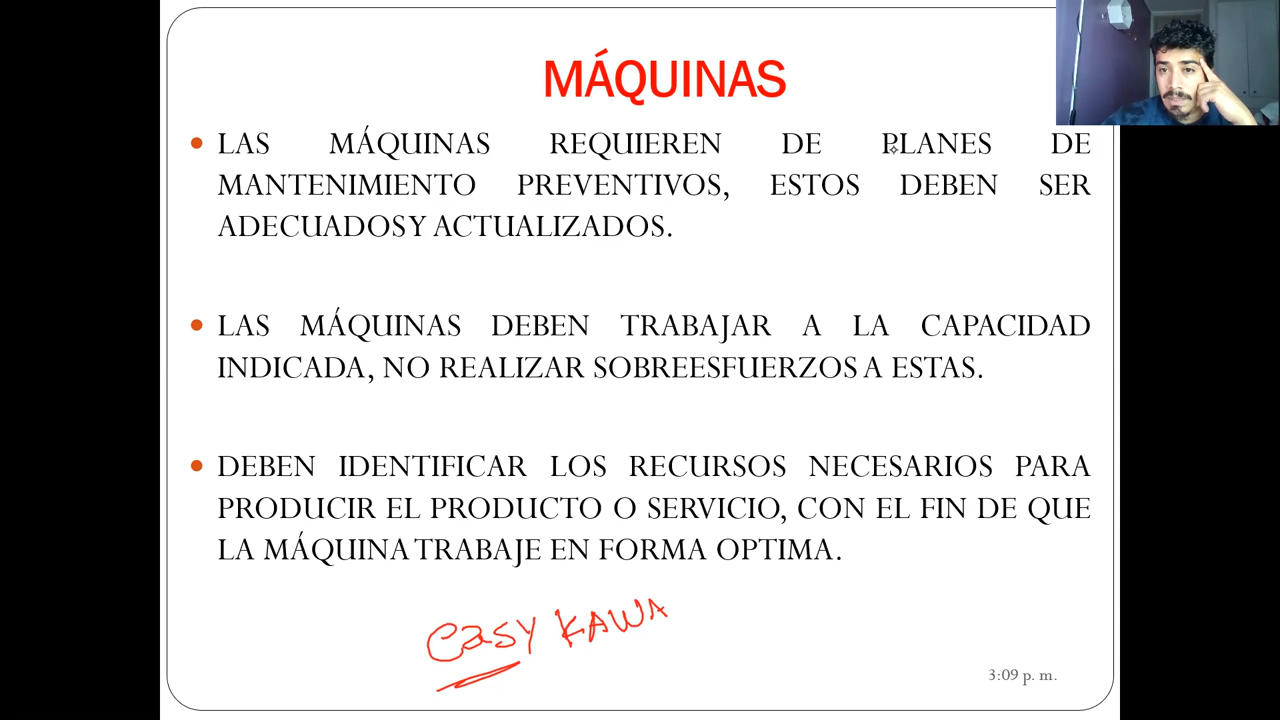 MÁQUINAS
• LAS MÁQUINAS REQUIEREN DE PLANES DE
MANTENIMIENTO PREVENTIVOS, ESTOS DEBEN SER
ADECUADOS Y ACTUALIZADOS.
• LAS MÁQUINAS DEBEN TRABAJAR A LA CAPACIDAD
INDICADA, NO REALIZAR SOBREESFUERZOS A ESTAS.
• DEBEN IDENTIFICAR LOS RECURSOS NECESARIOS PARA
PRODUCIR EL PRODUCTO O SERVICIO, CON EL FIN DE QUE
LA MÁQUINA TRABAJE EN FORMA OPTIMA.
easy KAWA
3:09 p. m.